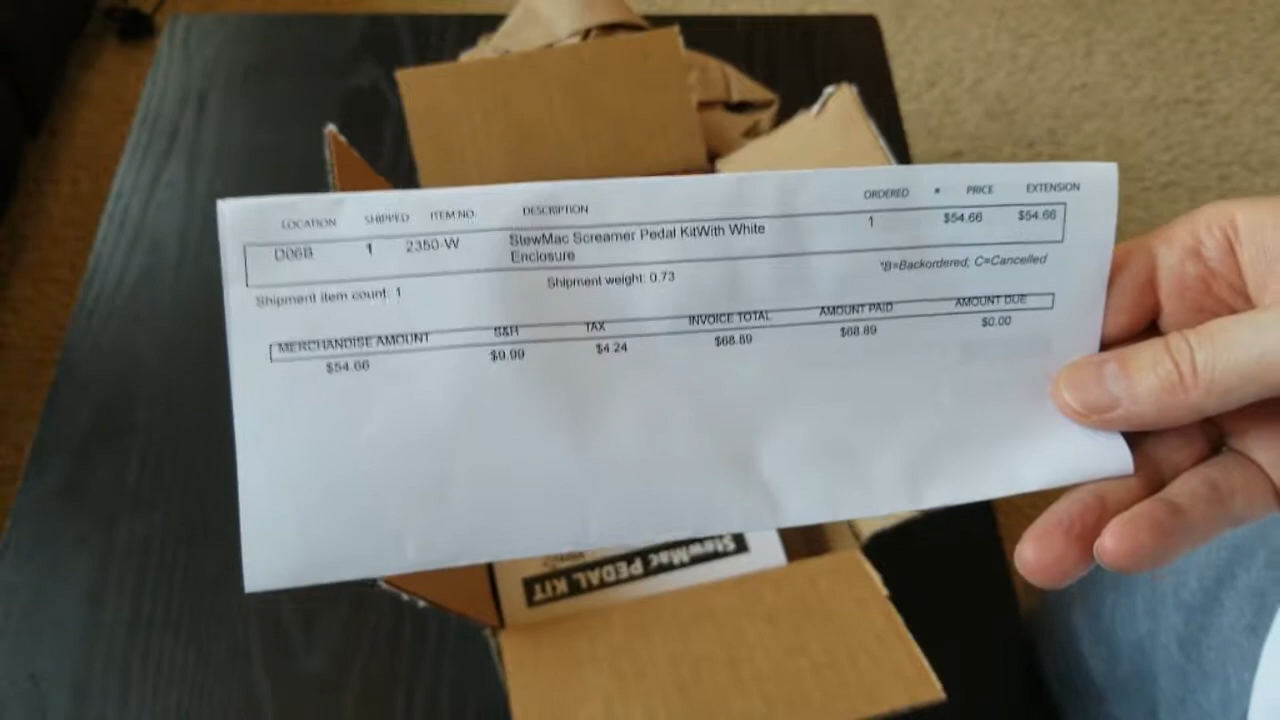 LOCATION SHIPPED ITEM NO. DESCRIPTION ORDERED * PRICE EXTENSION
D06B 1 2350-W StewMac Screamer Pedal KitWith White 1 $54.66 $54.66
Enclosure
Shipment item count: 1 Shipment weight: 0.73 *B=Backordered; C=Cancelled
MERCHANDISE AMOUNT S&H TAX INVOICE TOTAL AMOUNT PAID AMOUNT DUE
$54.66 $9.99 $4.24 $68.89 $68.89 $0.00
StewMac PEDAL KIT